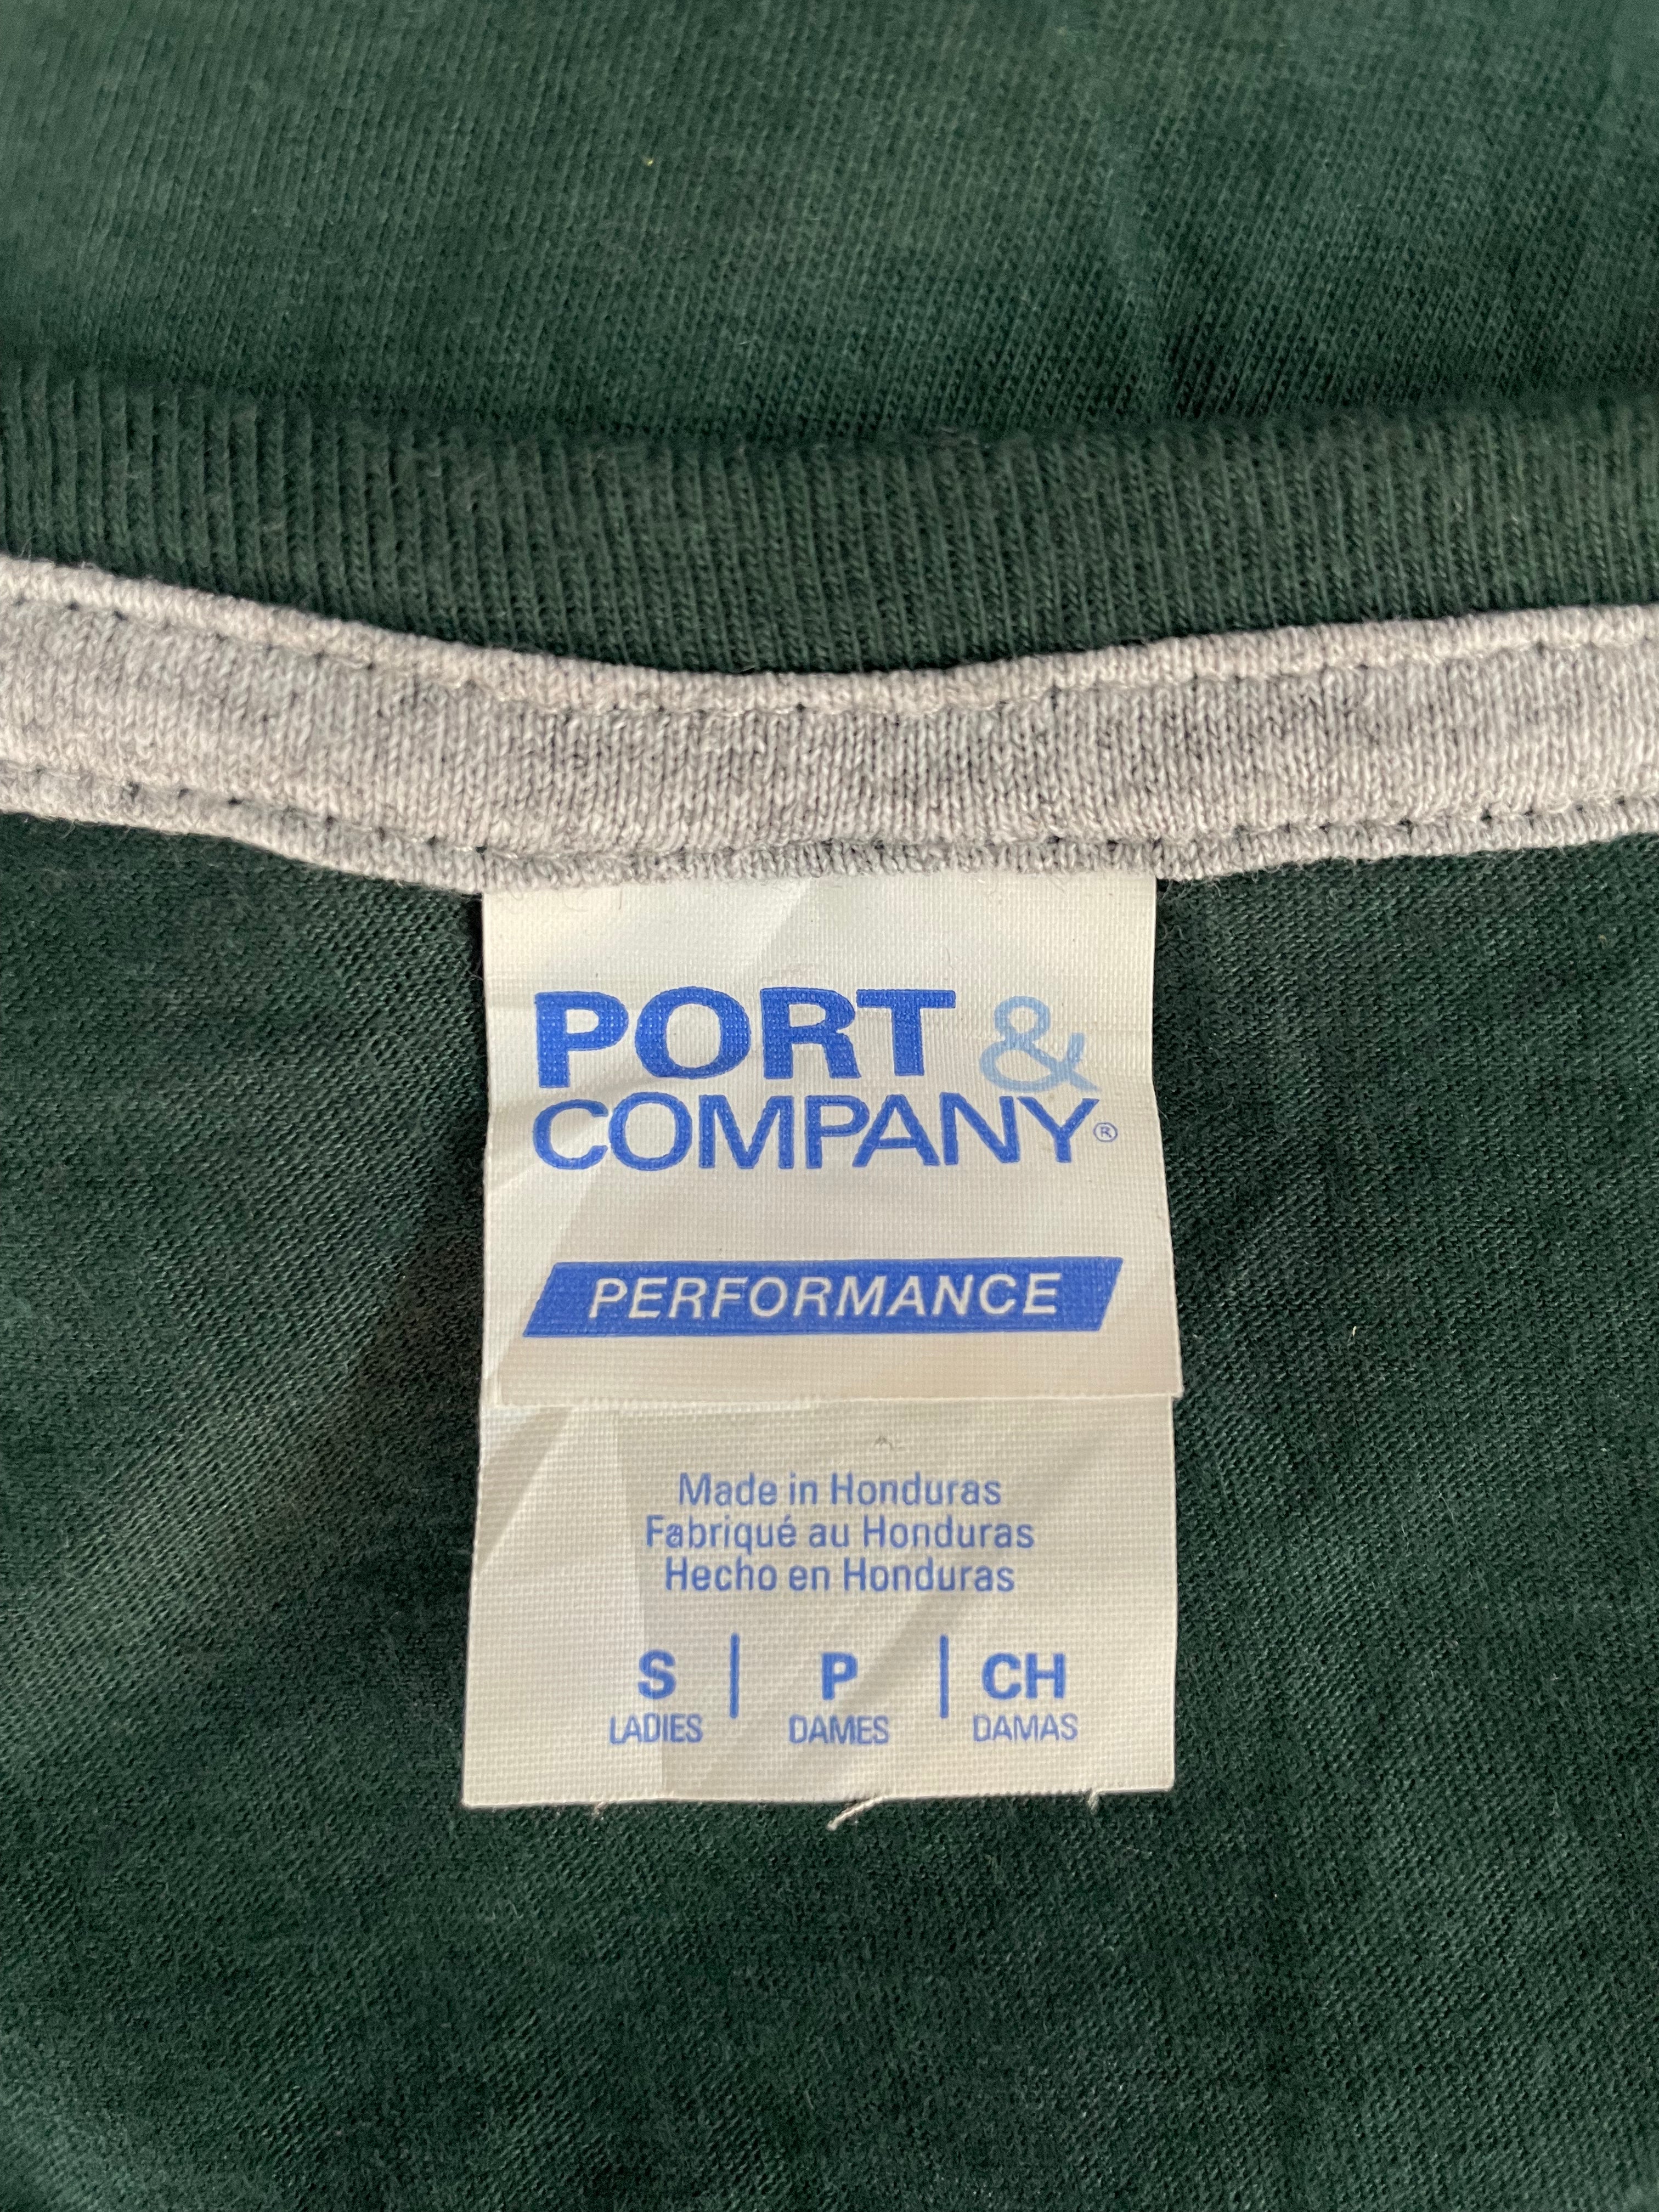 PORT &
COMPANY®
PERFORMANCE
Made in Honduras
Fabriqué au Honduras
Hecho en Honduras
S | P | CH
LADIES DAMES DAMAS